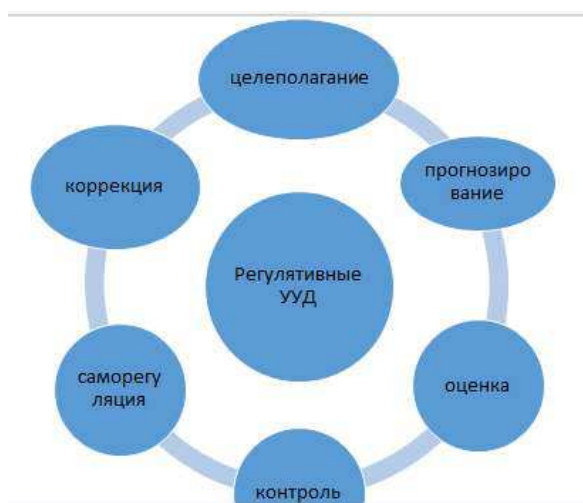 целеполагание
прогнозиро
вание
коррекция
Регулятивные
УУД
саморегу
ляция
оценка
контроль